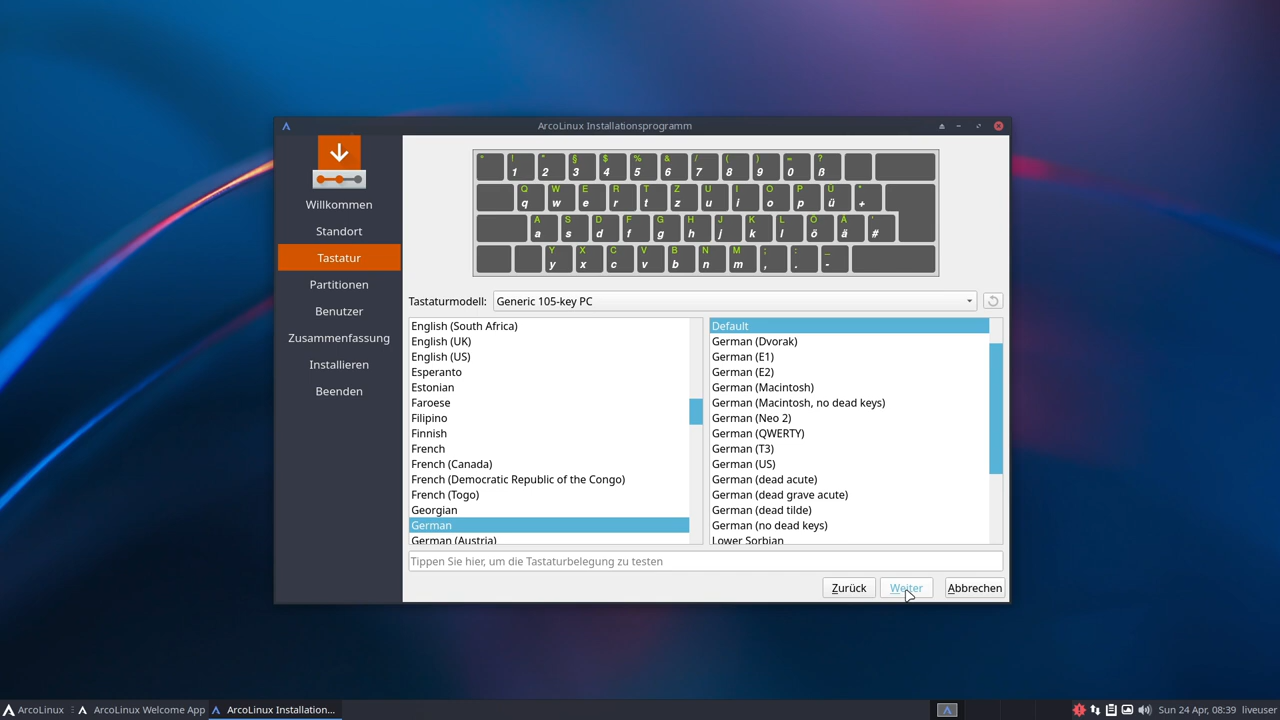 ArcoLinux Installationsprogramm
° ! " § $ % & / ( ) = ?
1 2 3 4 5 6 7 8 9 0 ß
Q W E R T Z U I O P Ü *
q w e r t z u i o p ü +
A S D F G H J K L Ö Ä '
a s d f g h j k l ö ä #
Y X C V B N M ; : _
y x c v b n m , . -
Willkommen
Standort
Tastatur
Partitionen
Benutzer
Zusammenfassung
Installieren
Beenden
Tastaturmodell: Generic 105-key PC
English (South Africa)
English (UK)
English (US)
Esperanto
Estonian
Faroese
Filipino
Finnish
French
French (Canada)
French (Democratic Republic of the Congo)
French (Togo)
Georgian
German
German (Austria)
Default
German (Dvorak)
German (E1)
German (E2)
German (Macintosh)
German (Macintosh, no dead keys)
German (Neo 2)
German (QWERTY)
German (T3)
German (US)
German (dead acute)
German (dead grave acute)
German (dead tilde)
German (no dead keys)
Lower Sorbian
Tippen Sie hier, um die Tastaturbelegung zu testen
Zurück Weiter Abbrechen
ArcoLinux ArcoLinux Welcome App ArcoLinux Installation... Sun 24 Apr, 08:39 liveuser